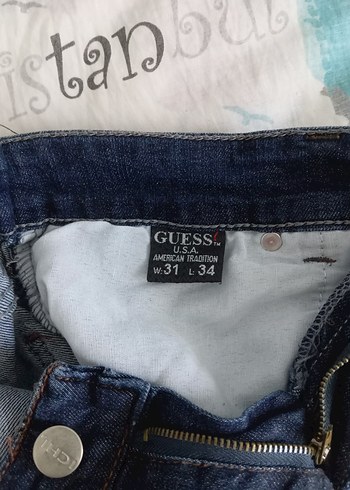 istanbul
GUESS
U.S.A.
AMERICAN TRADITION
W:31 L:34